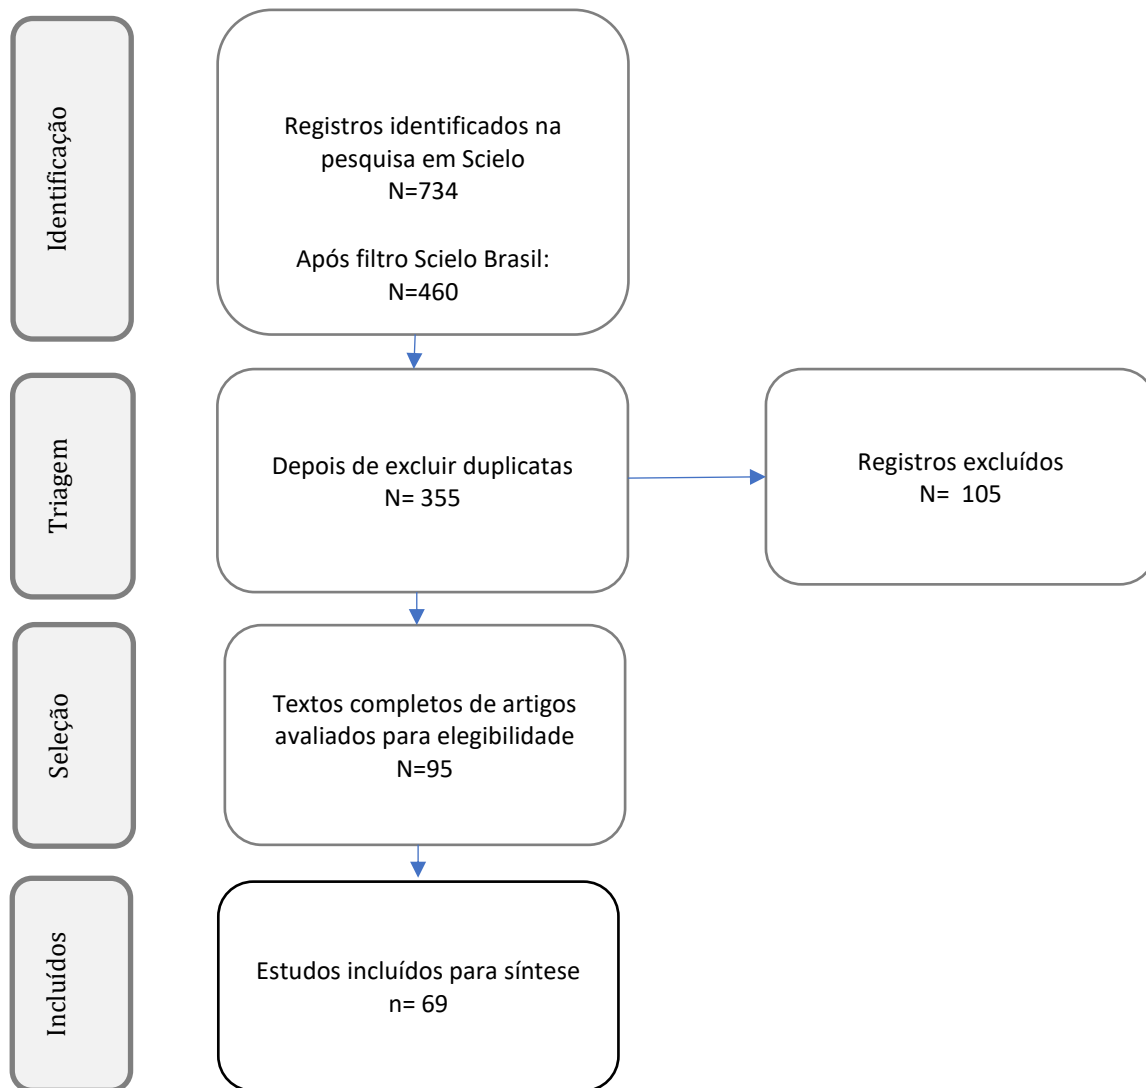 Identificação
Registros identificados na
pesquisa em Scielo
N=734
Após filtro Scielo Brasil:
N=460
Triagem
Depois de excluir duplicatas
N= 355
Registros excluídos
N=  105
Seleção
Textos completos de artigos
avaliados para elegibilidade
N=95
Incluídos
Estudos incluídos para síntese
n= 69